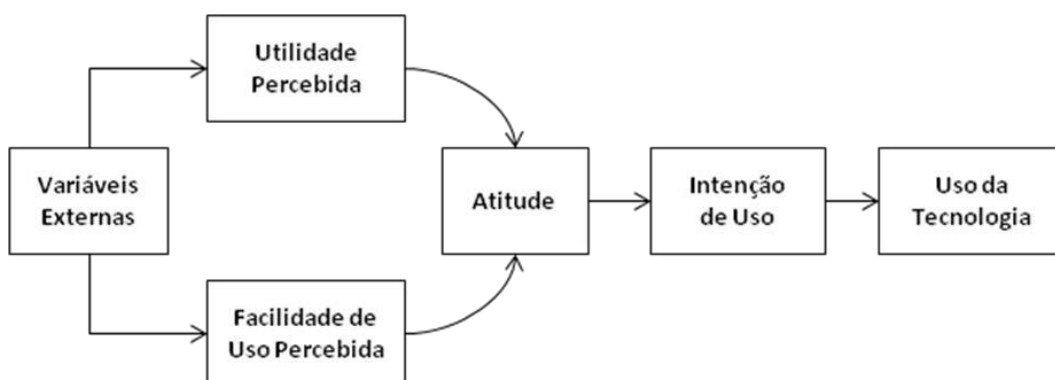 Utilidade
Percebida
Variáveis
Externas
Atitude
Intenção
de Uso
Uso da
Tecnologia
Facilidade de
Uso Percebida